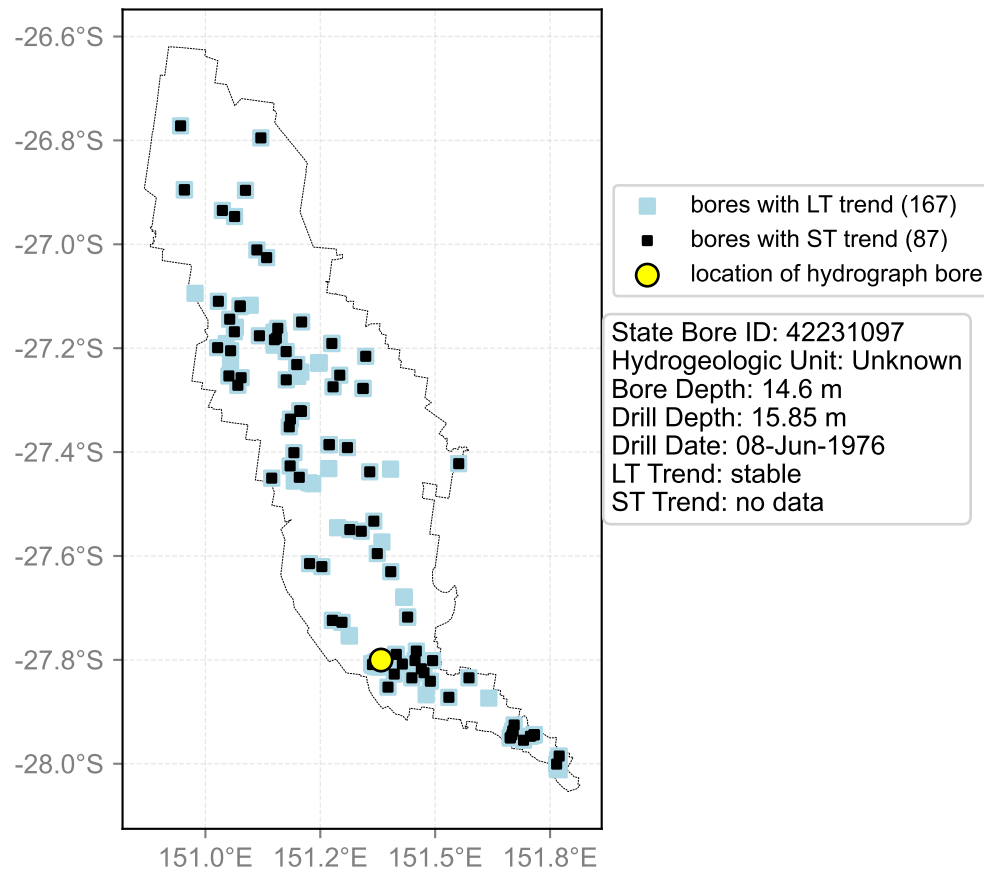 -26.6°S
-26.8°S
-27.0°S
-27.2°S
-27.4°S
-27.6°S
-27.8°S
-28.0°S
151.0°E 151.2°E 151.5°E 151.8°E
bores with LT trend (167)
bores with ST trend (87)
location of hydrograph bore
State Bore ID: 42231097
Hydrogeologic Unit: Unknown
Bore Depth: 14.6 m
Drill Depth: 15.85 m
Drill Date: 08-Jun-1976
LT Trend: stable
ST Trend: no data